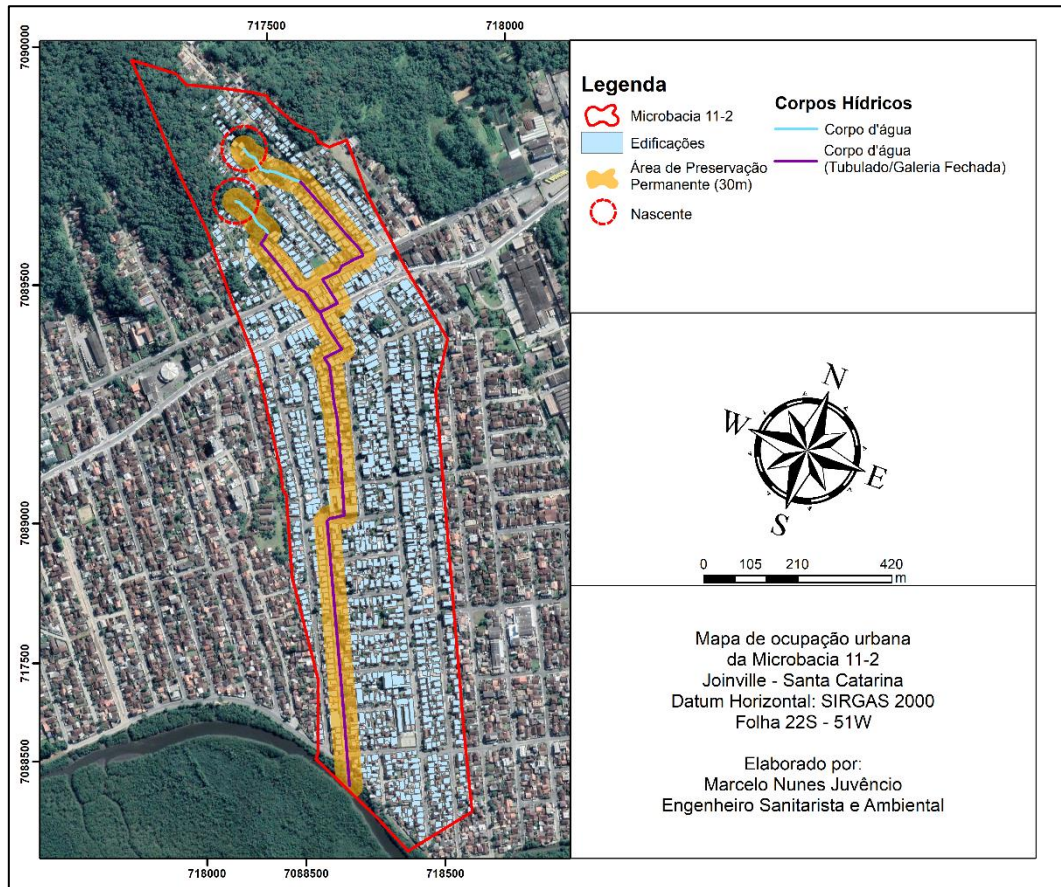 717500
718000
7090000
7089500
7089000
717500
7088500
718000
7088500
718500
Legenda
Microbacia 11-2
Edificações
Área de Preservação
Permanente (30m)
Nascente
Corpos Hídricos
Corpo d'água
Corpo d'água
(Tubulado/Galeria Fechada)
N
W
E
S
0 105 210 420
m
Mapa de ocupação urbana
da Microbacia 11-2
Joinville - Santa Catarina
Datum Horizontal: SIRGAS 2000
Folha 22S - 51W
Elaborado por:
Marcelo Nunes Juvêncio
Engenheiro Sanitarista e Ambiental